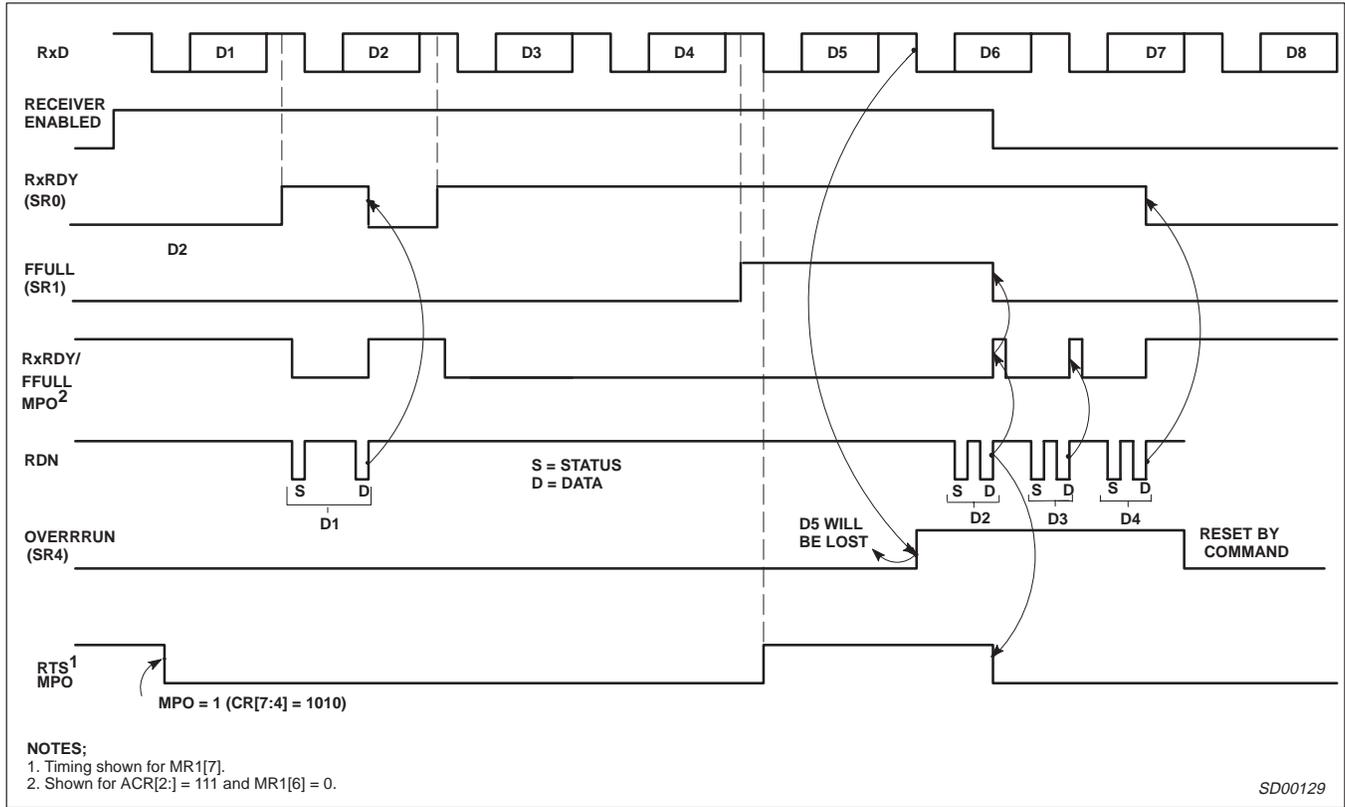 RxD
D1 D2 D3 D4 D5 D6 D7 D8
RECEIVER
ENABLED
RxRDY
(SR0)
D2
FFULL
(SR1)
RxRDY/
FFULL
MPO2
RDN
S = STATUS
D = DATA
S D S D S D S D
D1 D2 D3 D4
OVERRRUN
(SR4)
D5 WILL
BE LOST
RESET BY
COMMAND
RTS1
MPO
MPO = 1 (CR[7:4] = 1010)
NOTES;
1. Timing shown for MR1[7].
2. Shown for ACR[2:] = 111 and MR1[6] = 0.
SD00129